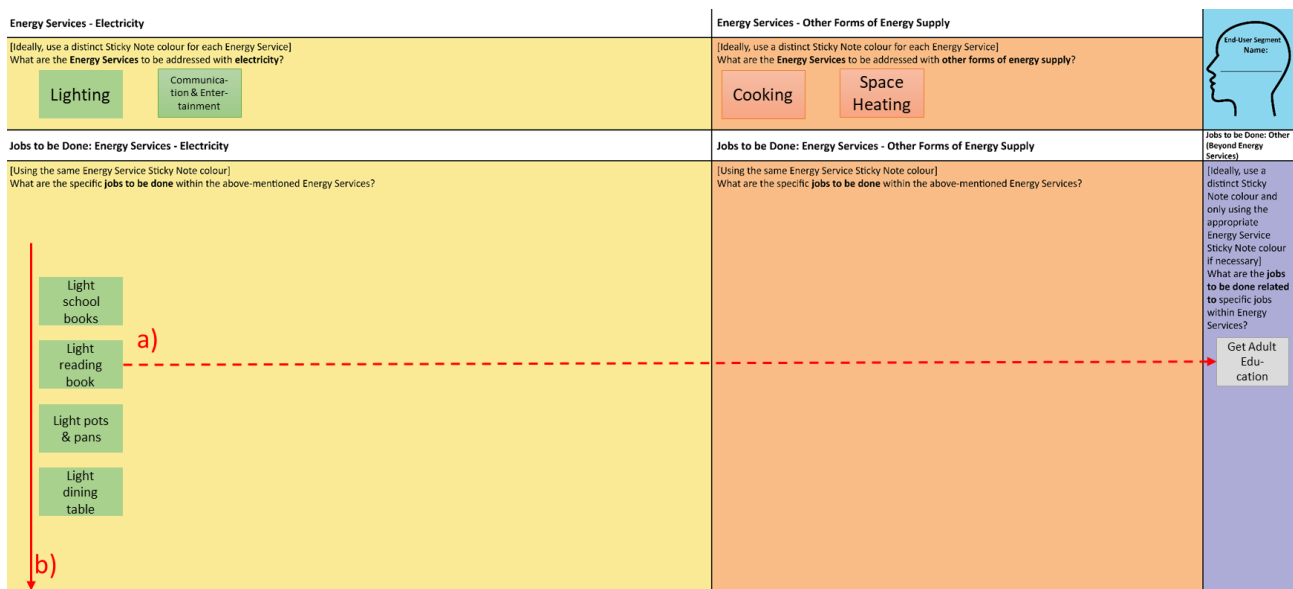 Energy Services - Electricity
[Ideally, use a distinct Sticky Note colour for each Energy Service]
What are the Energy Services to be addressed with electricity?
Lighting
Communica-
tion & Enter-
tainment
Energy Services - Other Forms of Energy Supply
[Ideally, use a distinct Sticky Note colour for each Energy Service]
What are the Energy Services to be addressed with other forms of energy supply?
Cooking
Space
Heating
End-User Segment
Name:
Jobs to be Done: Energy Services - Electricity
[Using the same Energy Service Sticky Note colour]
What are the specific jobs to be done within the above-mentioned Energy Services?
Light
school
books
a)
Light
reading
book
Light pots
& pans
Light
dining
table
b)
Jobs to be Done: Energy Services - Other Forms of Energy Supply
[Using the same Energy Service Sticky Note colour]
What are the specific jobs to be done within the above-mentioned Energy Services?
Jobs to be Done: Other
(Beyond Energy
Services)
[Ideally, use a
distinct Sticky
Note colour and
only using the
appropriate
Energy Service
Sticky Note colour
if necessary]
What are the jobs
to be done related
to specific jobs
within Energy
Services?
Get Adult
Edu-
cation